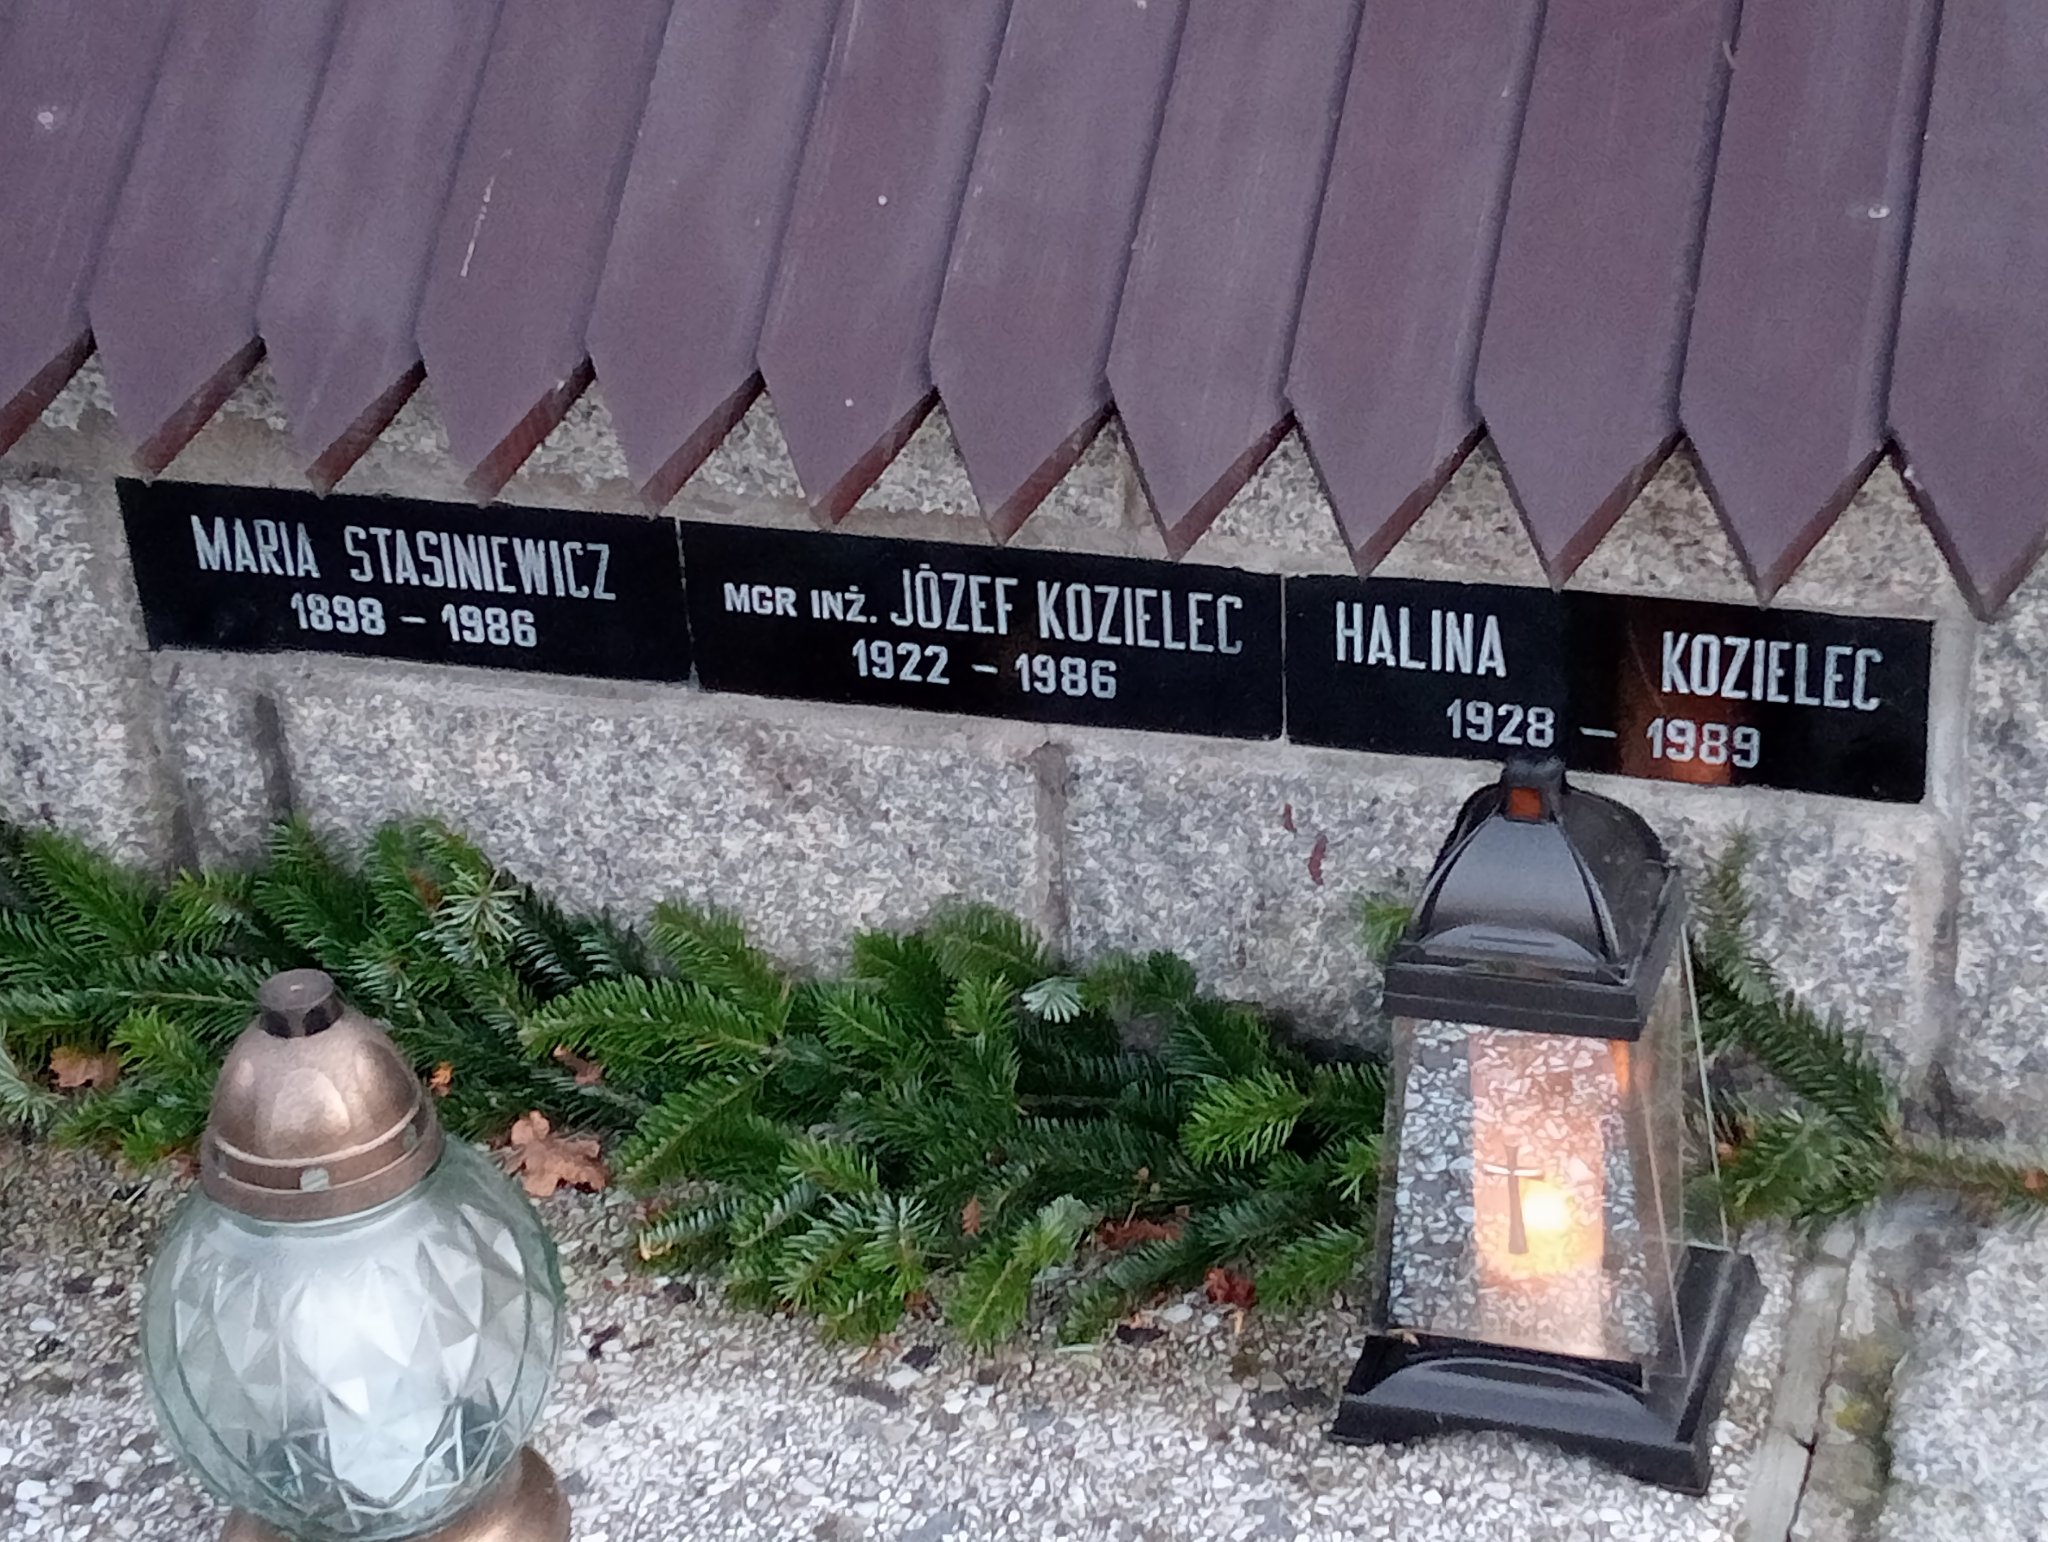 MARIA STASINIEWICZ
1898 – 1986
MGR INŻ. JÓZEF KOZIELEC
1922 – 1986
HALINA KOZIELEC
1928 – 1989